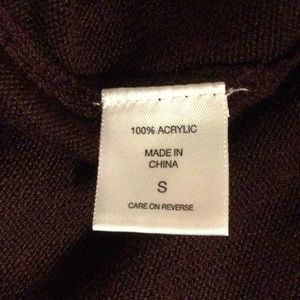 100% ACRYLIC
MADE IN
CHINA
S
CARE ON REVERSE